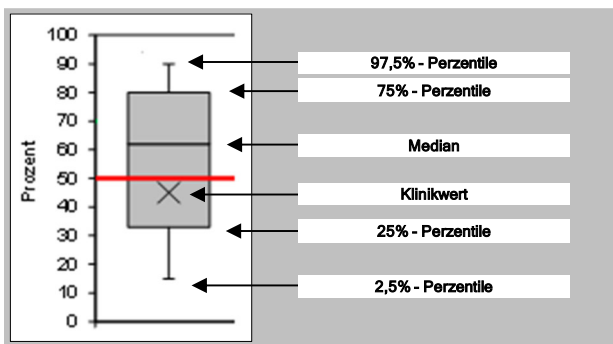 100
90
80
70
60
50
40
30
20
10
0
Prozent
97,5% - Perzentile
75% - Perzentile
Median
Klinikwert
25% - Perzentile
2,5% - Perzentile